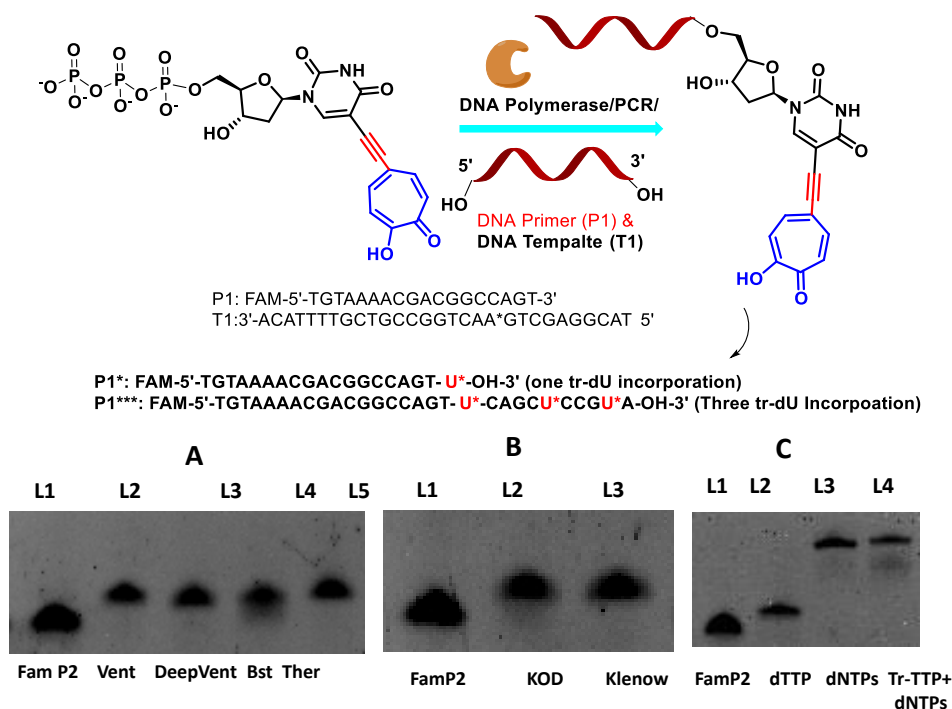 DNA Polymerase/PCR/
5'
3'
HO
OH
DNA Primer (P1) &
DNA Tempalte (T1)
P1: FAM-5'-TGTAAAACGACGGCCAGT-3'
T1:3'-ACATTTTGCTGCCGGTCAA*GTCGAGGCAT 5'
P1*: FAM-5'-TGTAAAACGACGGCCAGT- U*-OH-3' (one tr-dU incorporation)
P1***: FAM-5'-TGTAAAACGACGGCCAGT- U*-CAGCU*CCGU*A-OH-3' (Three tr-dU Incorpoation)
A
L1 L2 L3 L4 L5
Fam P2 Vent DeepVent Bst Ther
B
L1 L2 L3
FamP2 KOD Klenow
C
L1 L2 L3 L4
FamP2 dTTP dNTPs Tr-TTP+
dNTPs